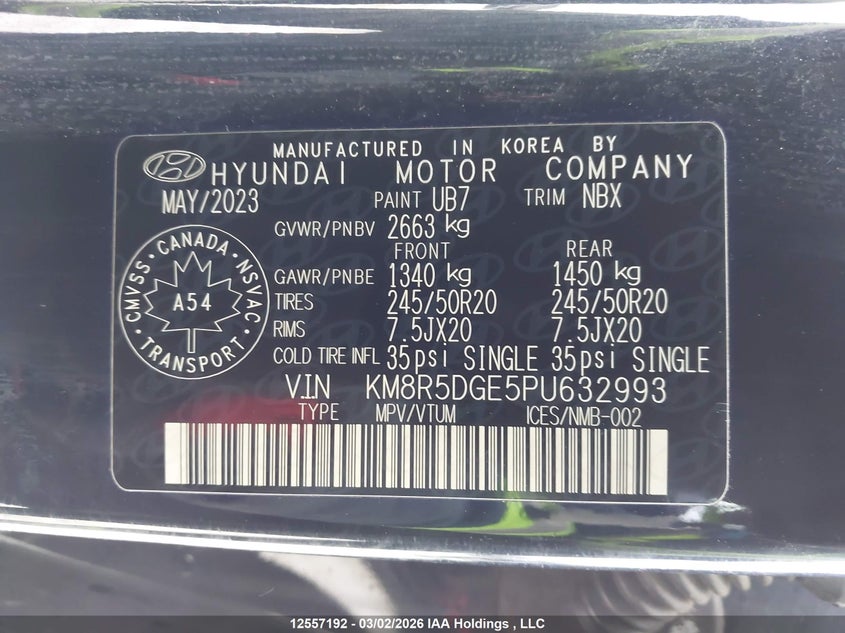 MANUFACTURED IN KOREA BY
HYUNDAI MOTOR COMPANY
MAY/2023 PAINT UB7 TRIM NBX
GVWR/PNBV 2663 kg
FRONT REAR
GAWR/PNBE 1340 kg 1450 kg
TIRES 245/50R20 245/50R20
RIMS 7.5JX20 7.5JX20
COLD TIRE INFL 35psi SINGLE 35psi SINGLE
CMVSS • CANADA • NSVAC
A54
• TRANSPORT •
VIN KM8R5DGE5PU632993
TYPE MPV/VTUM ICES/NMB-002
12557192 - 03/02/2026 IAA Holdings , LLC